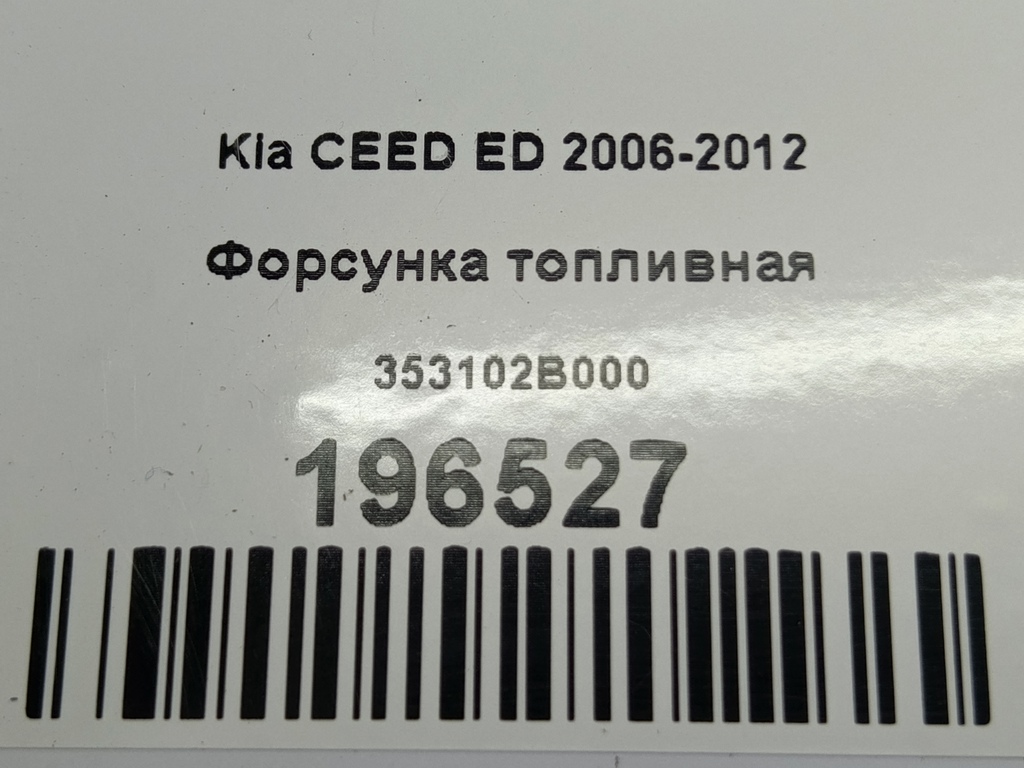 Kia CEED ED 2006-2012
Форсунка топливная
353102B000
196527